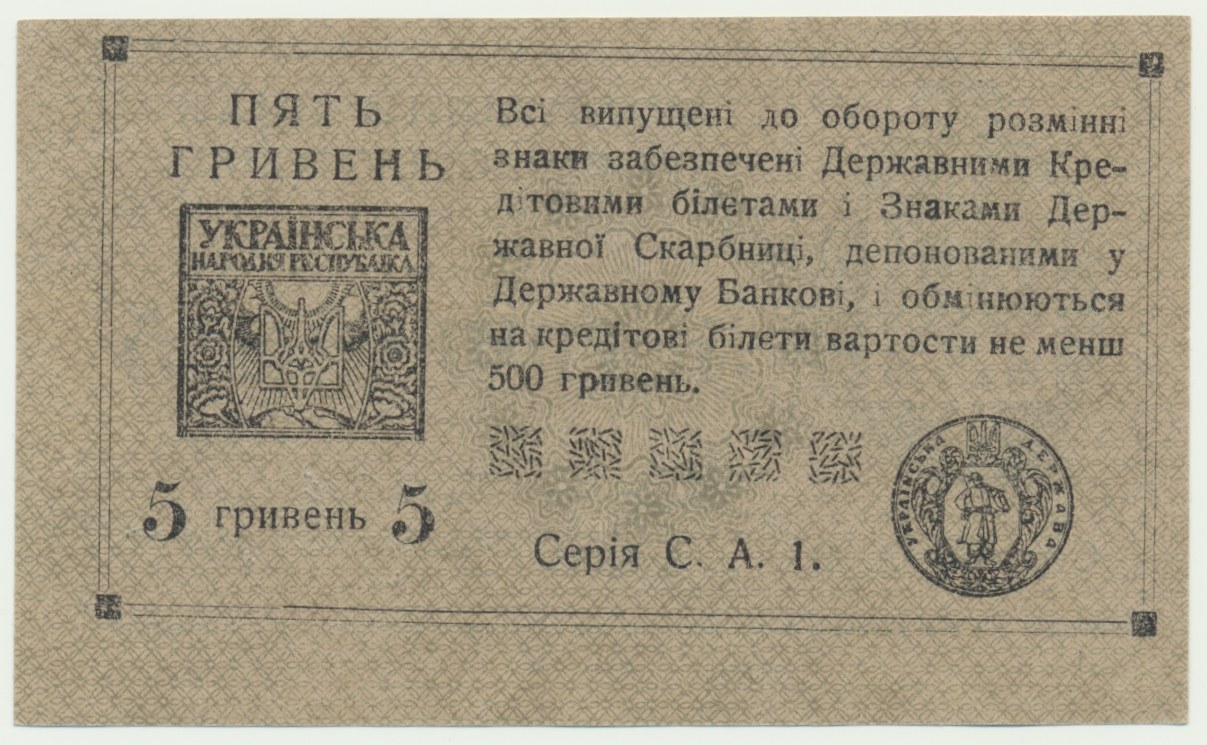 ПЯТЬ
ГРИВЕНЬ
УКРАЇНСЬКА
НАРОДНЯ РЕСПУБЛІКА
5 гривень 5
Всі випущені до обороту розмінні
знаки забезпечені Державними Кре-
дітовими білетами і Знаками Дер-
жавної Скарбниці, депонованими у
Державному Банкові, і обмінюються
на кредітові білети вартости не менш
500 гривень.
Серія С. А. 1.
УКРАЇНСЬКА ДЕРЖАВА